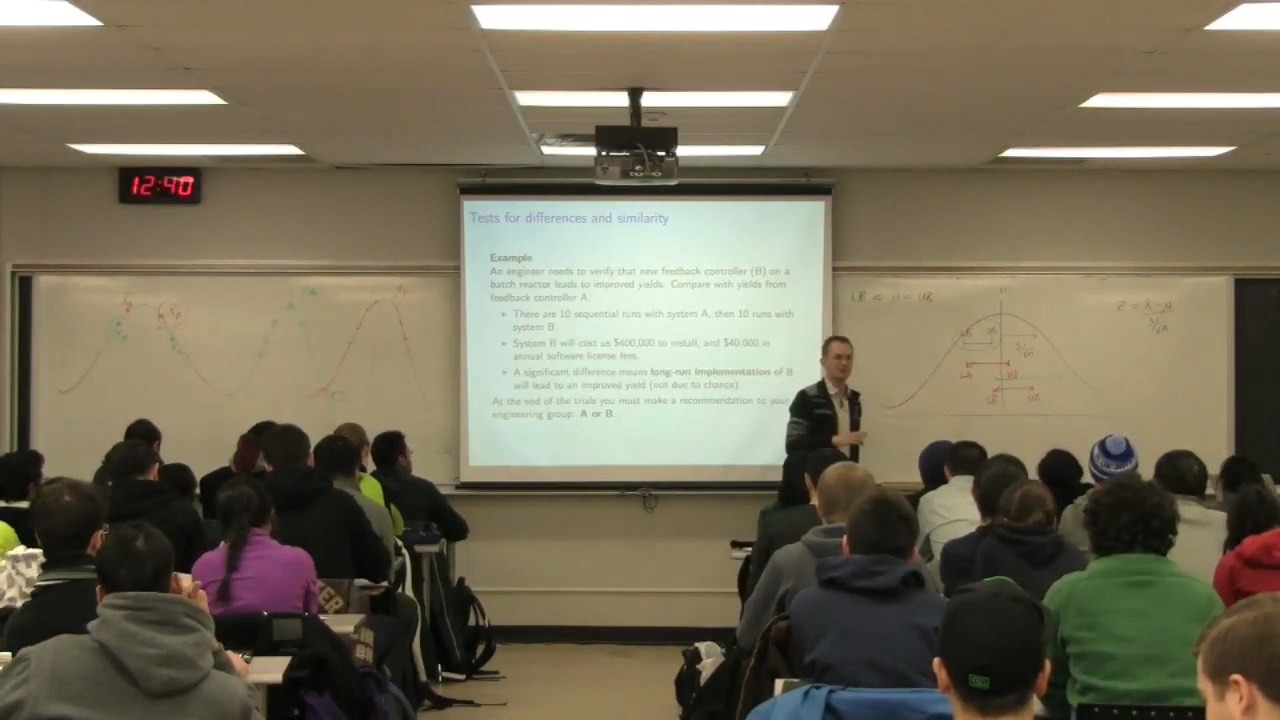 12:40
Tests for differences and similarity
Example
An engineer needs to verify that new feedback controller (B) on a
batch reactor leads to improved yields. Compare with yields from
feedback controller A.
There are 10 sequential runs with system A, then 10 runs with
system B.
System B will cost us $400,000 to install, and $40,000 in
annual software license fees.
A significant difference means long-run implementation of B
will lead to an improved yield (not due to chance)
At the end of the trials you must make a recommendation to your
engineering group: A or B.
LB
UB
LB
UB